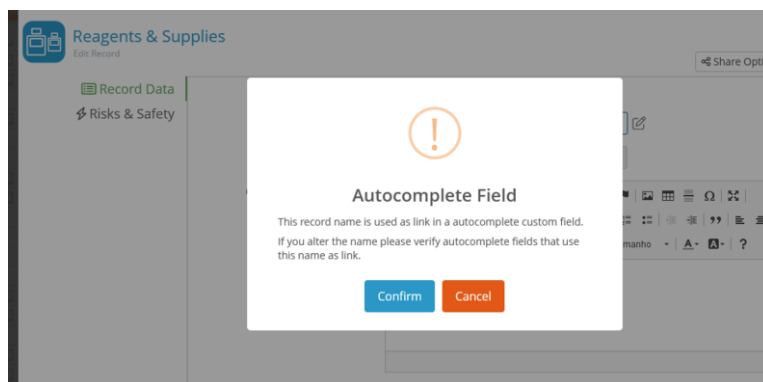 Reagents & Supplies
Edit Record
Share Opti
Record Data
Risks & Safety
!
Autocomplete Field
This record name is used as link in a autocomplete custom field.
If you alter the name please verify autocomplete fields that use
this name as link.
manho
A
A
?
Confirm
Cancel